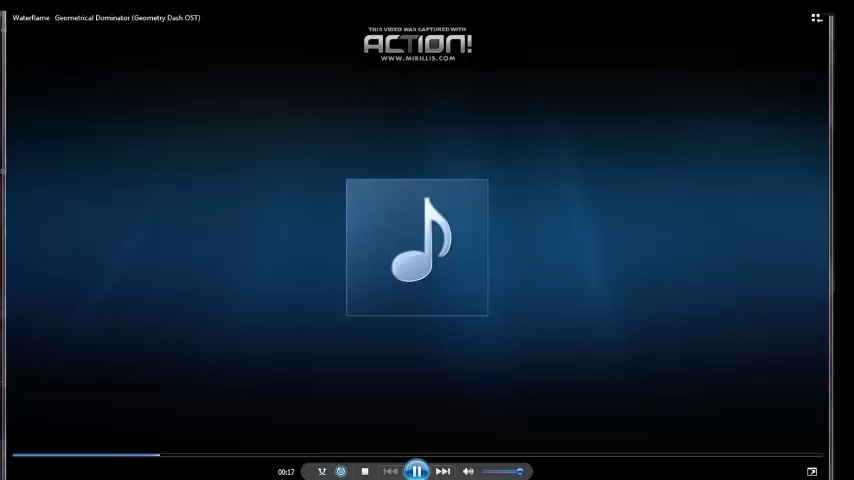 Waterflame Geometrical Dominator (Geometry Dash OST)
THIS VIDEO WAS CAPTURED WITH
ACTION!
WWW.MIRILLIS.COM
00:17